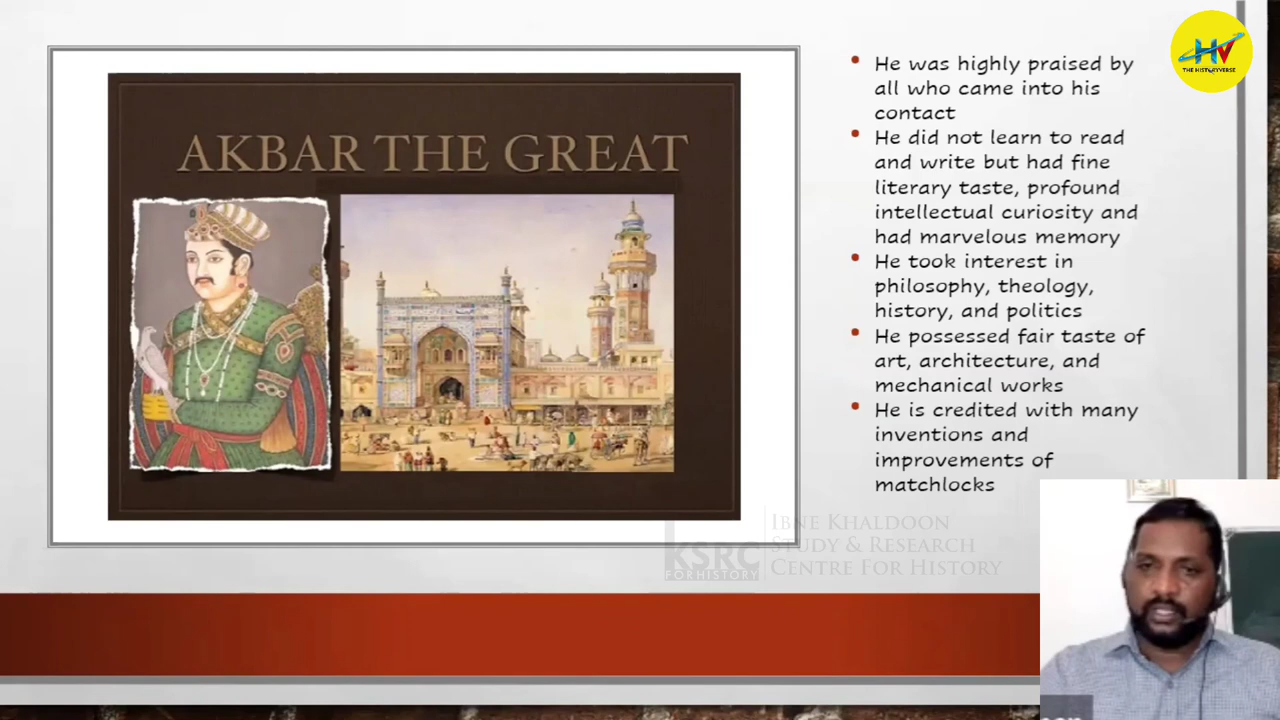 AKBAR THE GREAT
He was highly praised by
all who came into his
contact
He did not learn to read
and write but had fine
literary taste, profound
intellectual curiosity and
had marvelous memory
He took interest in
philosophy, theology,
history, and politics
He possessed fair taste of
art, architecture, and
mechanical works
He is credited with many
inventions and
improvements of
matchlocks
HV
THE HISTORYVERSE
KSRC
FOR HISTORY
IBNE KHALDOON
STUDY & RESEARCH
CENTRE FOR HISTORY